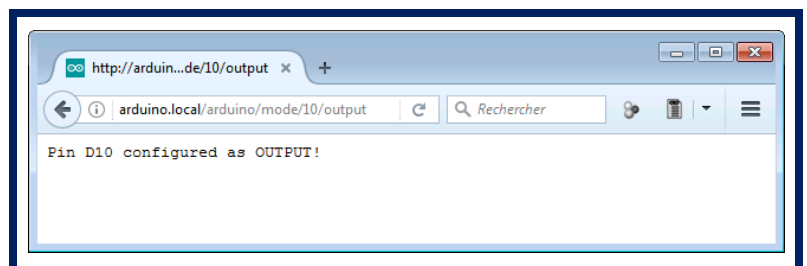 http://arduin...de/10/output
arduino.local/arduino/mode/10/output
Rechercher
Pin D10 configured as OUTPUT!